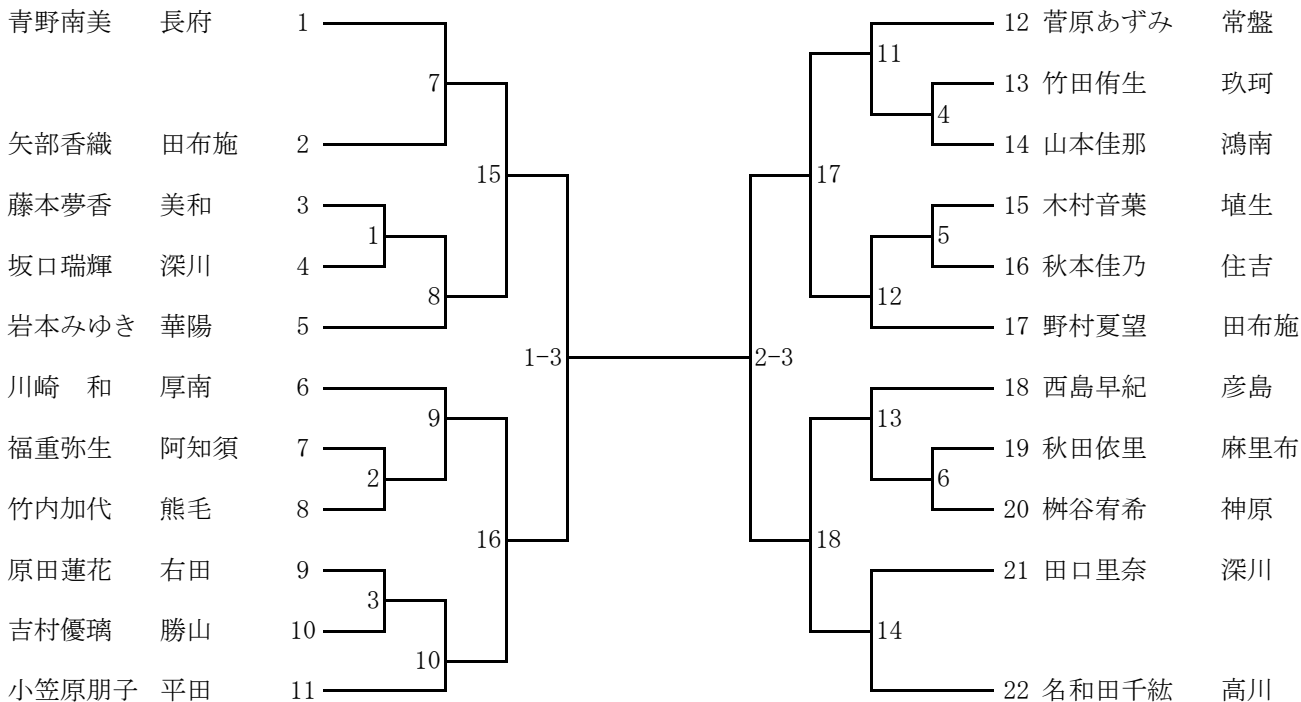 青野南美 長府 1
7
矢部香織 田布施 2
15
藤本夢香 美和 3
1
坂口瑞輝 深川 4
8
岩本みゆき 華陽 5
1-3
川崎 和 厚南 6
9
福重弥生 阿知須 7
2
竹内加代 熊毛 8
16
原田蓮花 右田 9
3
吉村優璃 勝山 10
10
小笠原朋子 平田 11
12 菅原あずみ 常盤
11
13 竹田侑生 玖珂
4
14 山本佳那 鴻南
17
15 木村音葉 埴生
5
16 秋本佳乃 住吉
12
17 野村夏望 田布施
2-3
18 西島早紀 彦島
13
19 秋田依里 麻里布
6
20 桝谷宥希 神原
18
21 田口里奈 深川
14
22 名和田千紘 高川